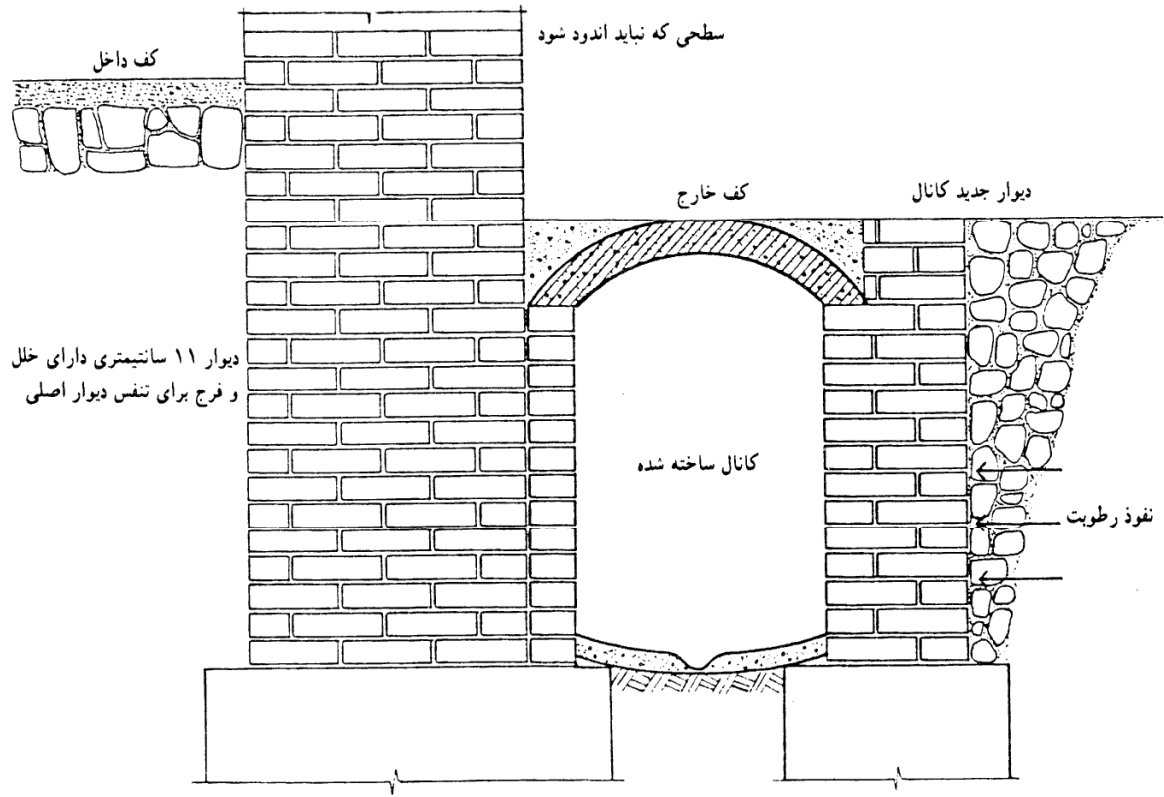 سطحی که نباید اندود شود
کف داخل
دیوار جدید کانال
کف خارج
دیوار ۱۱ سانتیمتری دارای خلل
و فرج برای تنفس دیوار اصلی
کانال ساخته شده
نفوذ رطوبت